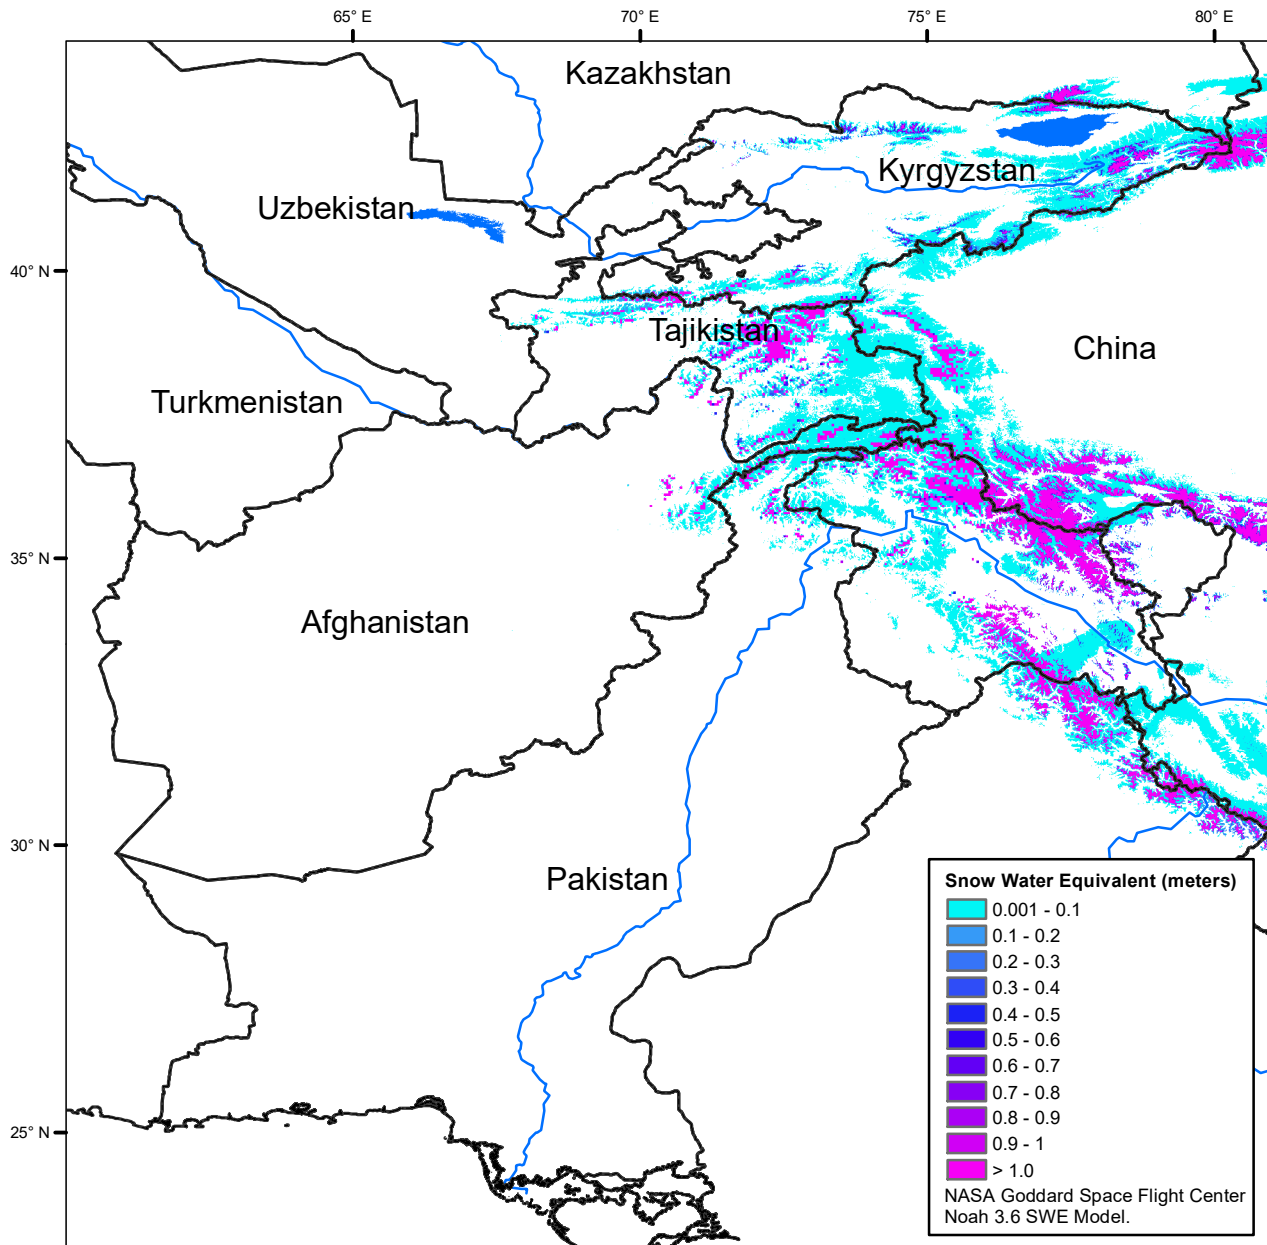 65° E
70° E
75° E
80° E
Kazakhstan
Kyrgyzstan
Uzbekistan
40° N
Tajikistan
China
Turkmenistan
35° N
Afghanistan
30° N
Pakistan
25° N
Snow Water Equivalent (meters)
0.001 - 0.1
0.1 - 0.2
0.2 - 0.3
0.3 - 0.4
0.4 - 0.5
0.5 - 0.6
0.6 - 0.7
0.7 - 0.8
0.8 - 0.9
0.9 - 1
> 1.0
NASA Goddard Space Flight Center
Noah 3.6 SWE Model.